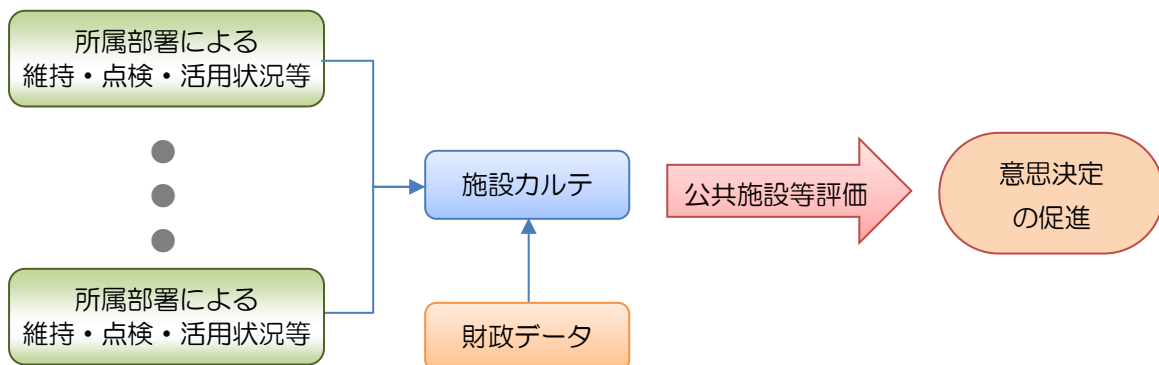 所属部署による
維持・点検・活用状況等
施設カルテ
公共施設等評価
意思決定
の促進
所属部署による
維持・点検・活用状況等
財政データ